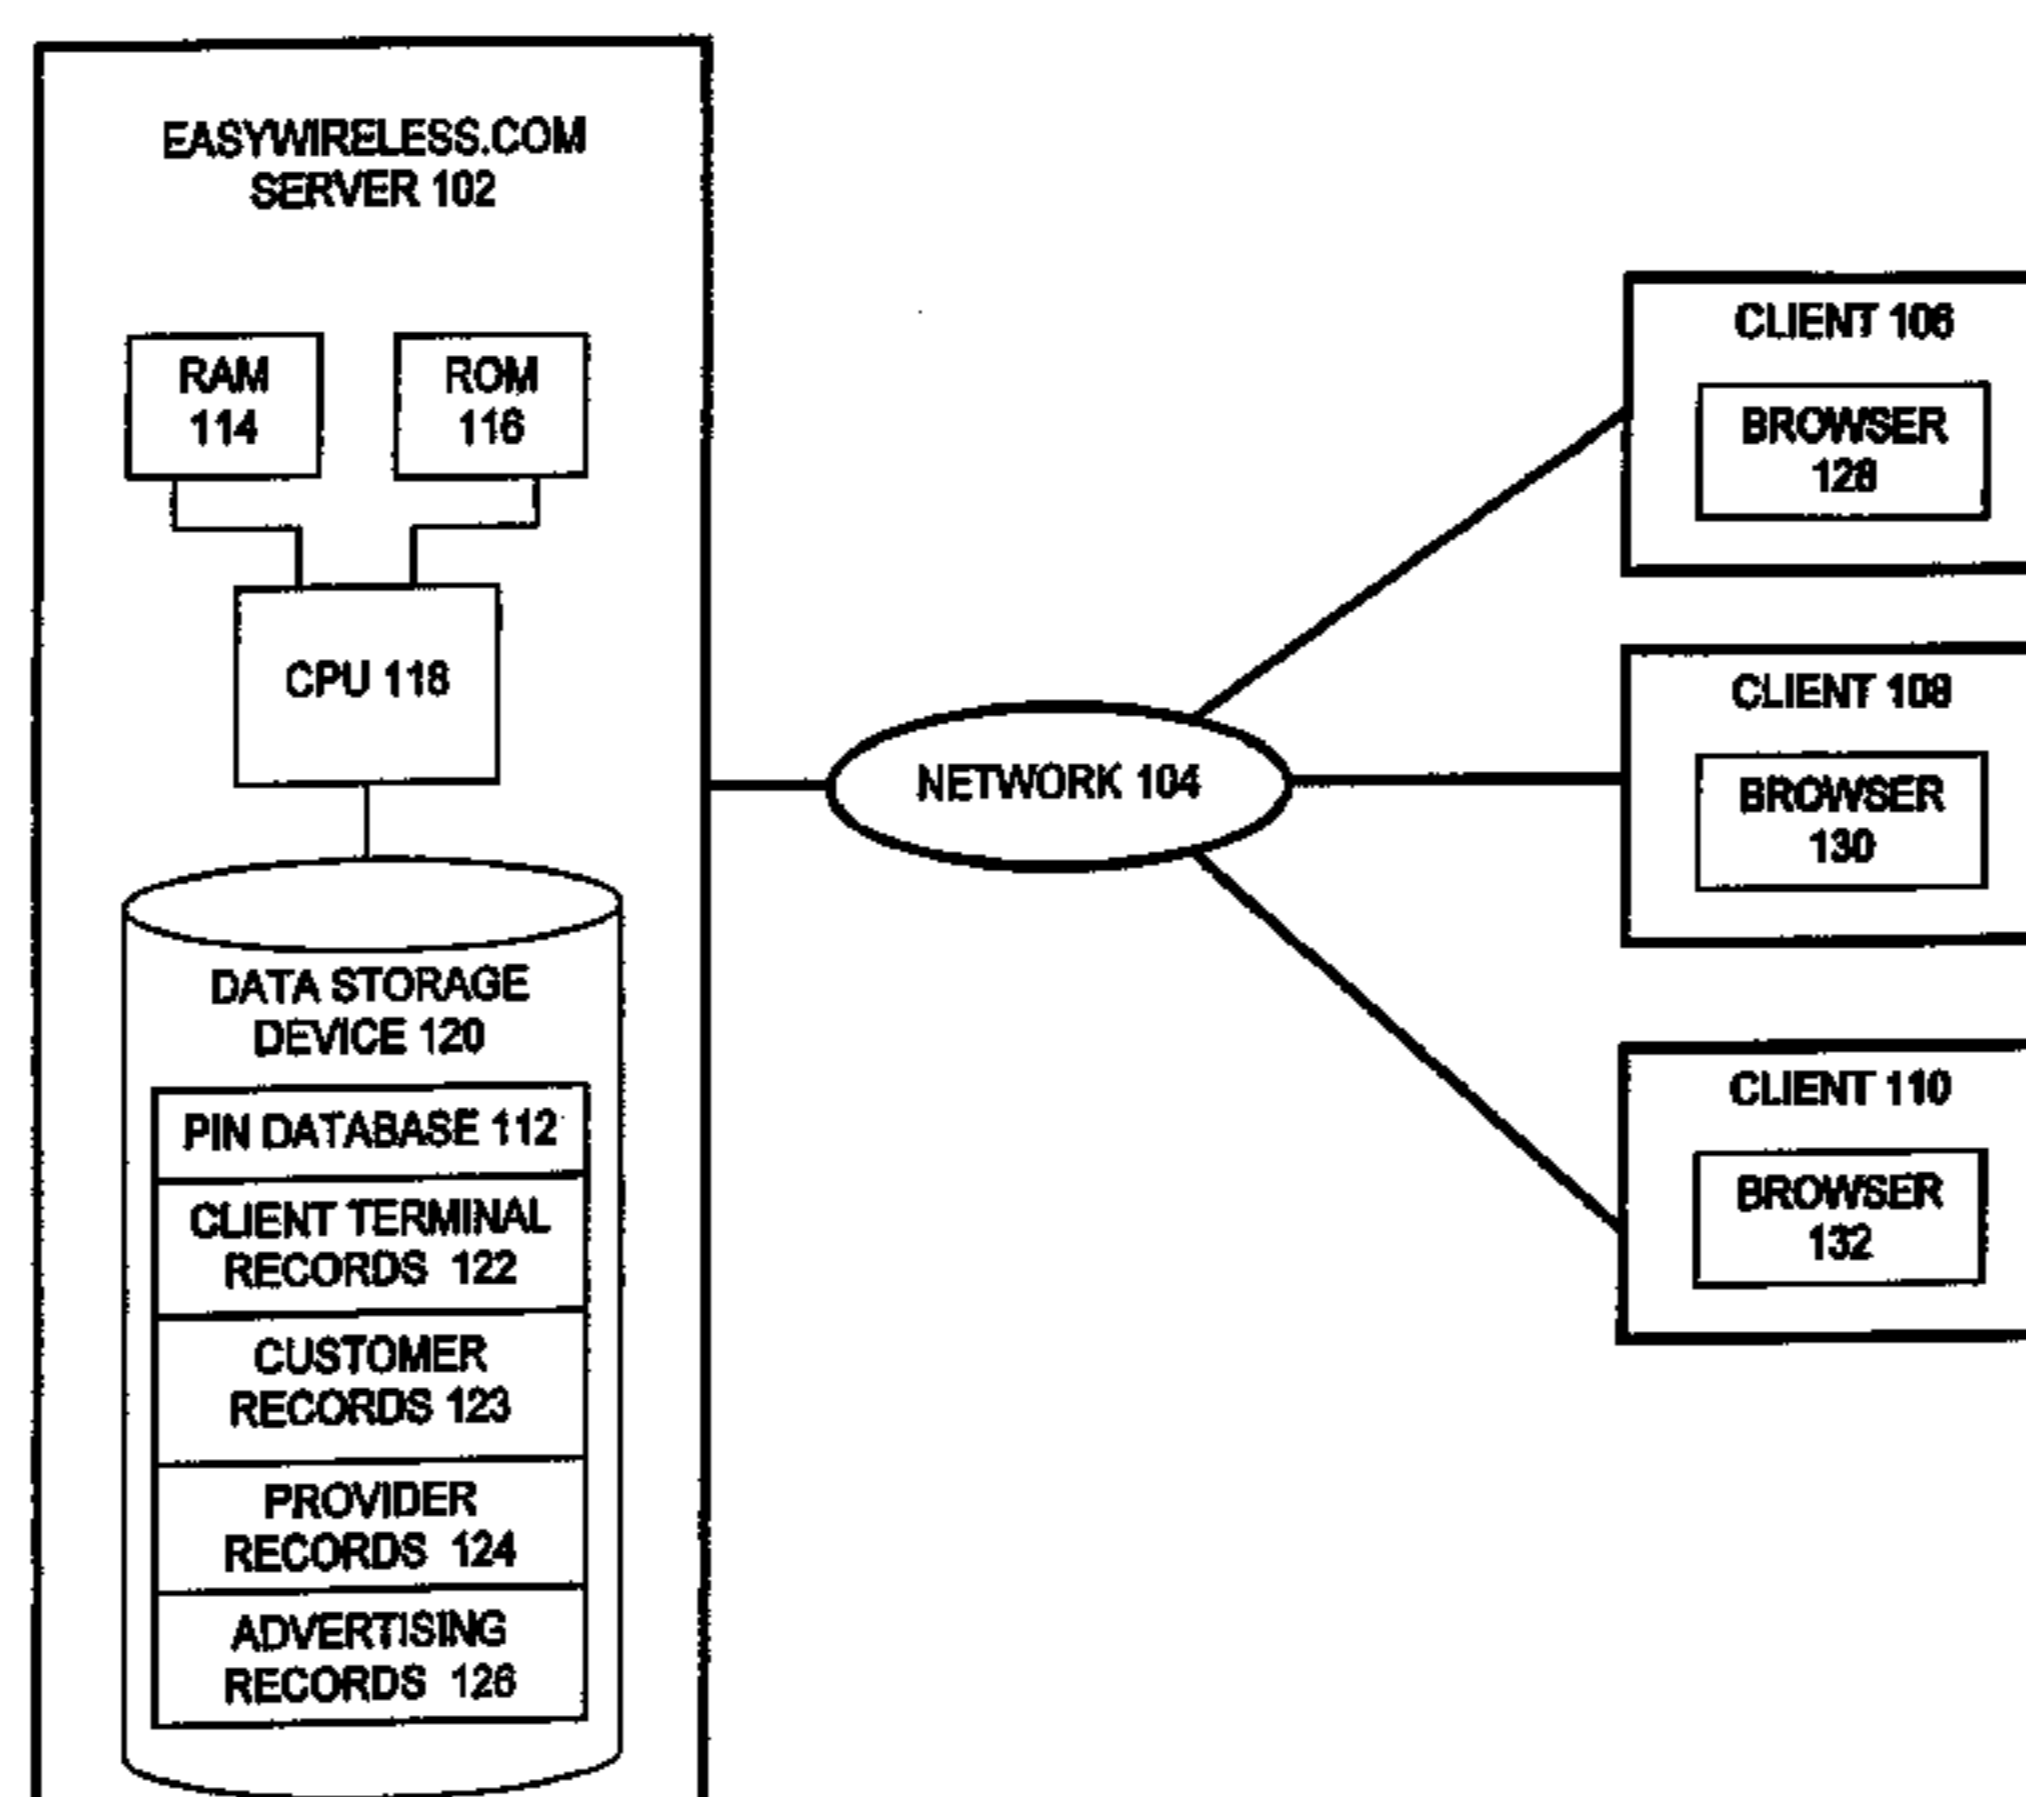 EASYWIRELESS.COM
SERVER 102
RAM
114
ROM
116
CPU 118
DATA STORAGE
DEVICE 120
PIN DATABASE 112
CLIENT TERMINAL
RECORDS 122
CUSTOMER
RECORDS 123
PROVIDER
RECORDS 124
ADVERTISING
RECORDS 126
NETWORK 104
CLIENT 106
BROWSER
128
CLIENT 108
BROWSER
130
CLIENT 110
BROWSER
132